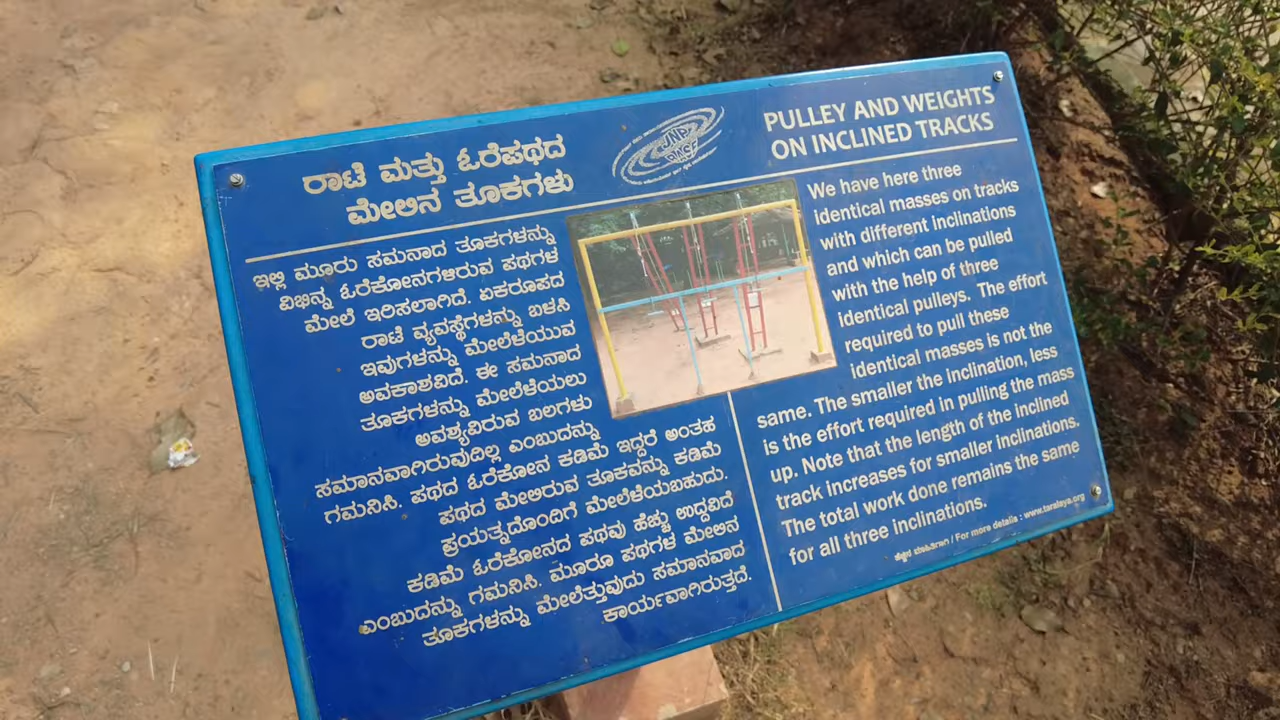 ರಾಟೆ ಮತ್ತು ಓರೆಪಥದ
ಮೇಲಿನ ತೂಕಗಳು
ಇಲ್ಲಿ ಮೂರು ಸಮನಾದ ತೂಕಗಳನ್ನು
ವಿಭಿನ್ನ ಓರೆಕೋನಗಳಿರುವ ಪಥಗಳ
ಮೇಲೆ ಇರಿಸಲಾಗಿದೆ. ಏಕರೂಪದ
ರಾಟೆ ವ್ಯವಸ್ಥೆಗಳನ್ನು ಬಳಸಿ
ಇವುಗಳನ್ನು ಮೇಲೆಳೆಯುವ
ಅವಕಾಶವಿದೆ. ಈ ಸಮನಾದ
ತೂಕಗಳನ್ನು ಮೇಲೆಳೆಯಲು
ಅವಶ್ಯವಿರುವ ಬಲಗಳು
ಸಮಾನವಾಗಿರುವುದಿಲ್ಲ ಎಂಬುದನ್ನು
ಗಮನಿಸಿ. ಪಥದ ಓರೆಕೋನ ಕಡಿಮೆ ಇದ್ದರೆ ಅಂತಹ
ಪಥದ ಮೇಲಿರುವ ತೂಕವನ್ನು ಕಡಿಮೆ
ಪ್ರಯತ್ನದೊಂದಿಗೆ ಮೇಲೆಳೆಯಬಹುದು.
ಕಡಿಮೆ ಓರೆಕೋನದ ಪಥವು ಹೆಚ್ಚು ಉದ್ದವಿದೆ
ಎಂಬುದನ್ನು ಗಮನಿಸಿ. ಮೂರೂ ಪಥಗಳ ಮೇಲಿನ
ತೂಕಗಳನ್ನು ಮೇಲೆತ್ತುವುದು ಸಮಾನವಾದ
ಕಾರ್ಯವಾಗಿರುತ್ತದೆ.
JNP
PULLEY AND WEIGHTS
ON INCLINED TRACKS
We have here three
identical masses on tracks
with different inclinations
and which can be pulled
with the help of three
identical pulleys. The effort
required to pull these
identical masses is not the
same. The smaller the inclination, less
is the effort required in pulling the mass
up. Note that the length of the inclined
track increases for smaller inclinations.
The total work done remains the same
for all three inclinations.
ಹೆಚ್ಚಿನ ಮಾಹಿತಿಗಾಗಿ / For more details : www.taralaya.org